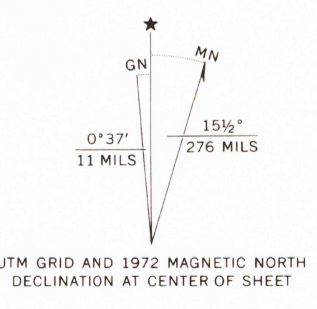 ★
GN
MN
0°37′
11 MILS
15½°
276 MILS
UTM GRID AND 1972 MAGNETIC NORTH
DECLINATION AT CENTER OF SHEET